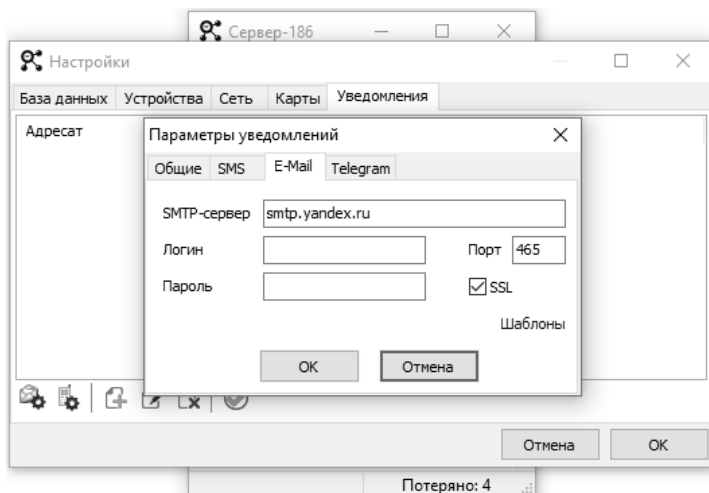 Сервер-186
Настройки
База данных Устройства Сеть Карты Уведомления
Адресат
Параметры уведомлений
Общие SMS E-Mail Telegram
SMTP-сервер smtp.yandex.ru
Логин Порт 465
Пароль SSL
Шаблоны
OK Отмена
Отмена OK
Потеряно: 4